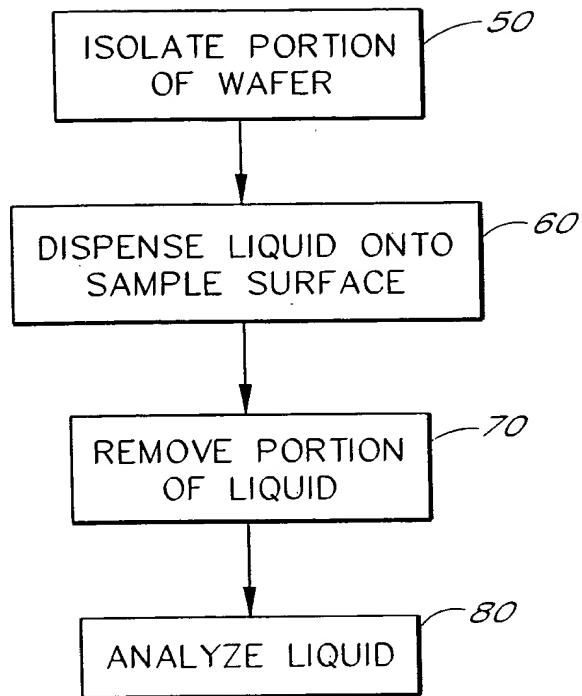 50
ISOLATE PORTION
OF WAFER
60
DISPENSE LIQUID ONTO
SAMPLE SURFACE
70
REMOVE PORTION
OF LIQUID
80
ANALYZE LIQUID